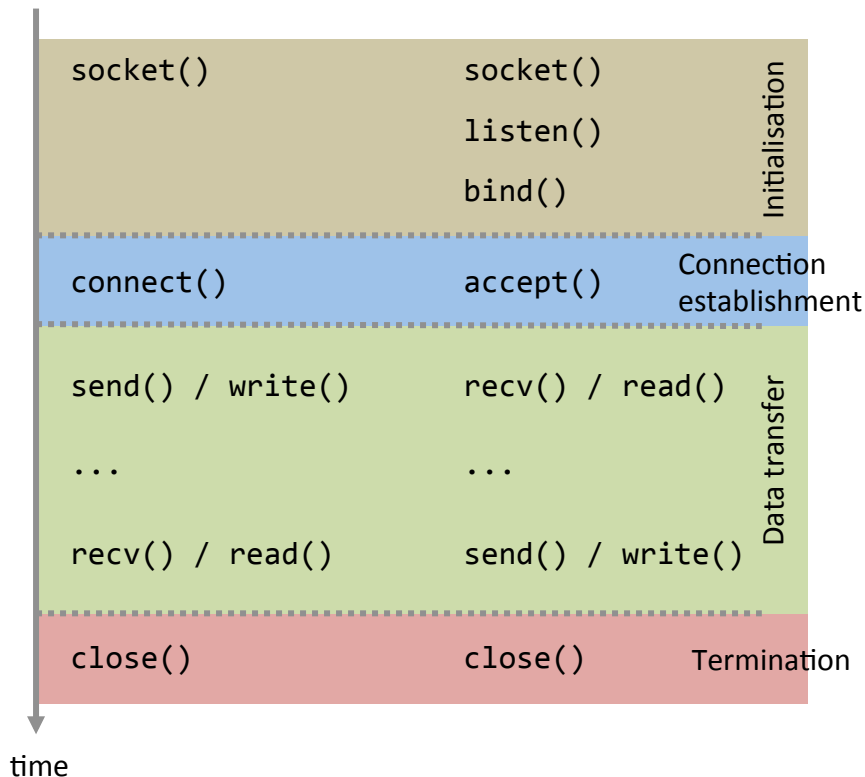 socket() socket()
listen()
bind()
Initialisation
connect() accept() Connection
establishment
send() / write() recv() / read()
... ...
recv() / read() send() / write()
Data transfer
close() close() Termination
time